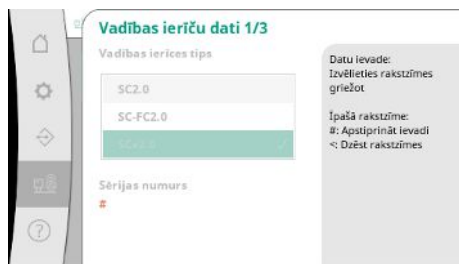 Vadības ierīču dati 1/3
Vadības ierīces tips
SC2.0
SC-FC2.0
Sērijas numurs
#
Datu ievade:
Izvēlieties rakstzīmes
griežot
Īpašā rakstzīme:
#: Apstiprināt ievadi
<: Dzēst rakstzīmes
?